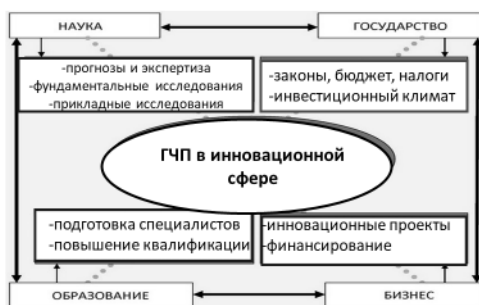 НАУКА
ГОСУДАРСТВО
-прогнозы и экспертиза
-фундаментальные исследования
-прикладные исследования
-законы, бюджет, налоги
-инвестиционный климат
ГЧП в инновационной
сфере
-подготовка специалистов
-повышение квалификации
-инновационные проекты
-финансирование
ОБРАЗОВАНИЕ
БИЗНЕС